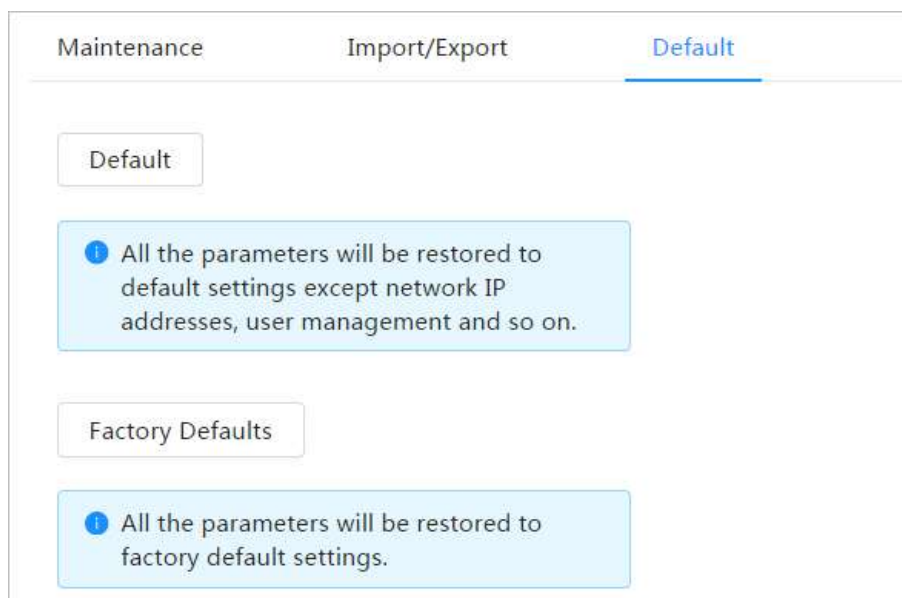 Maintenance Import/Export Default
Default
All the parameters will be restored to
default settings except network IP
addresses, user management and so on.
Factory Defaults
All the parameters will be restored to
factory default settings.